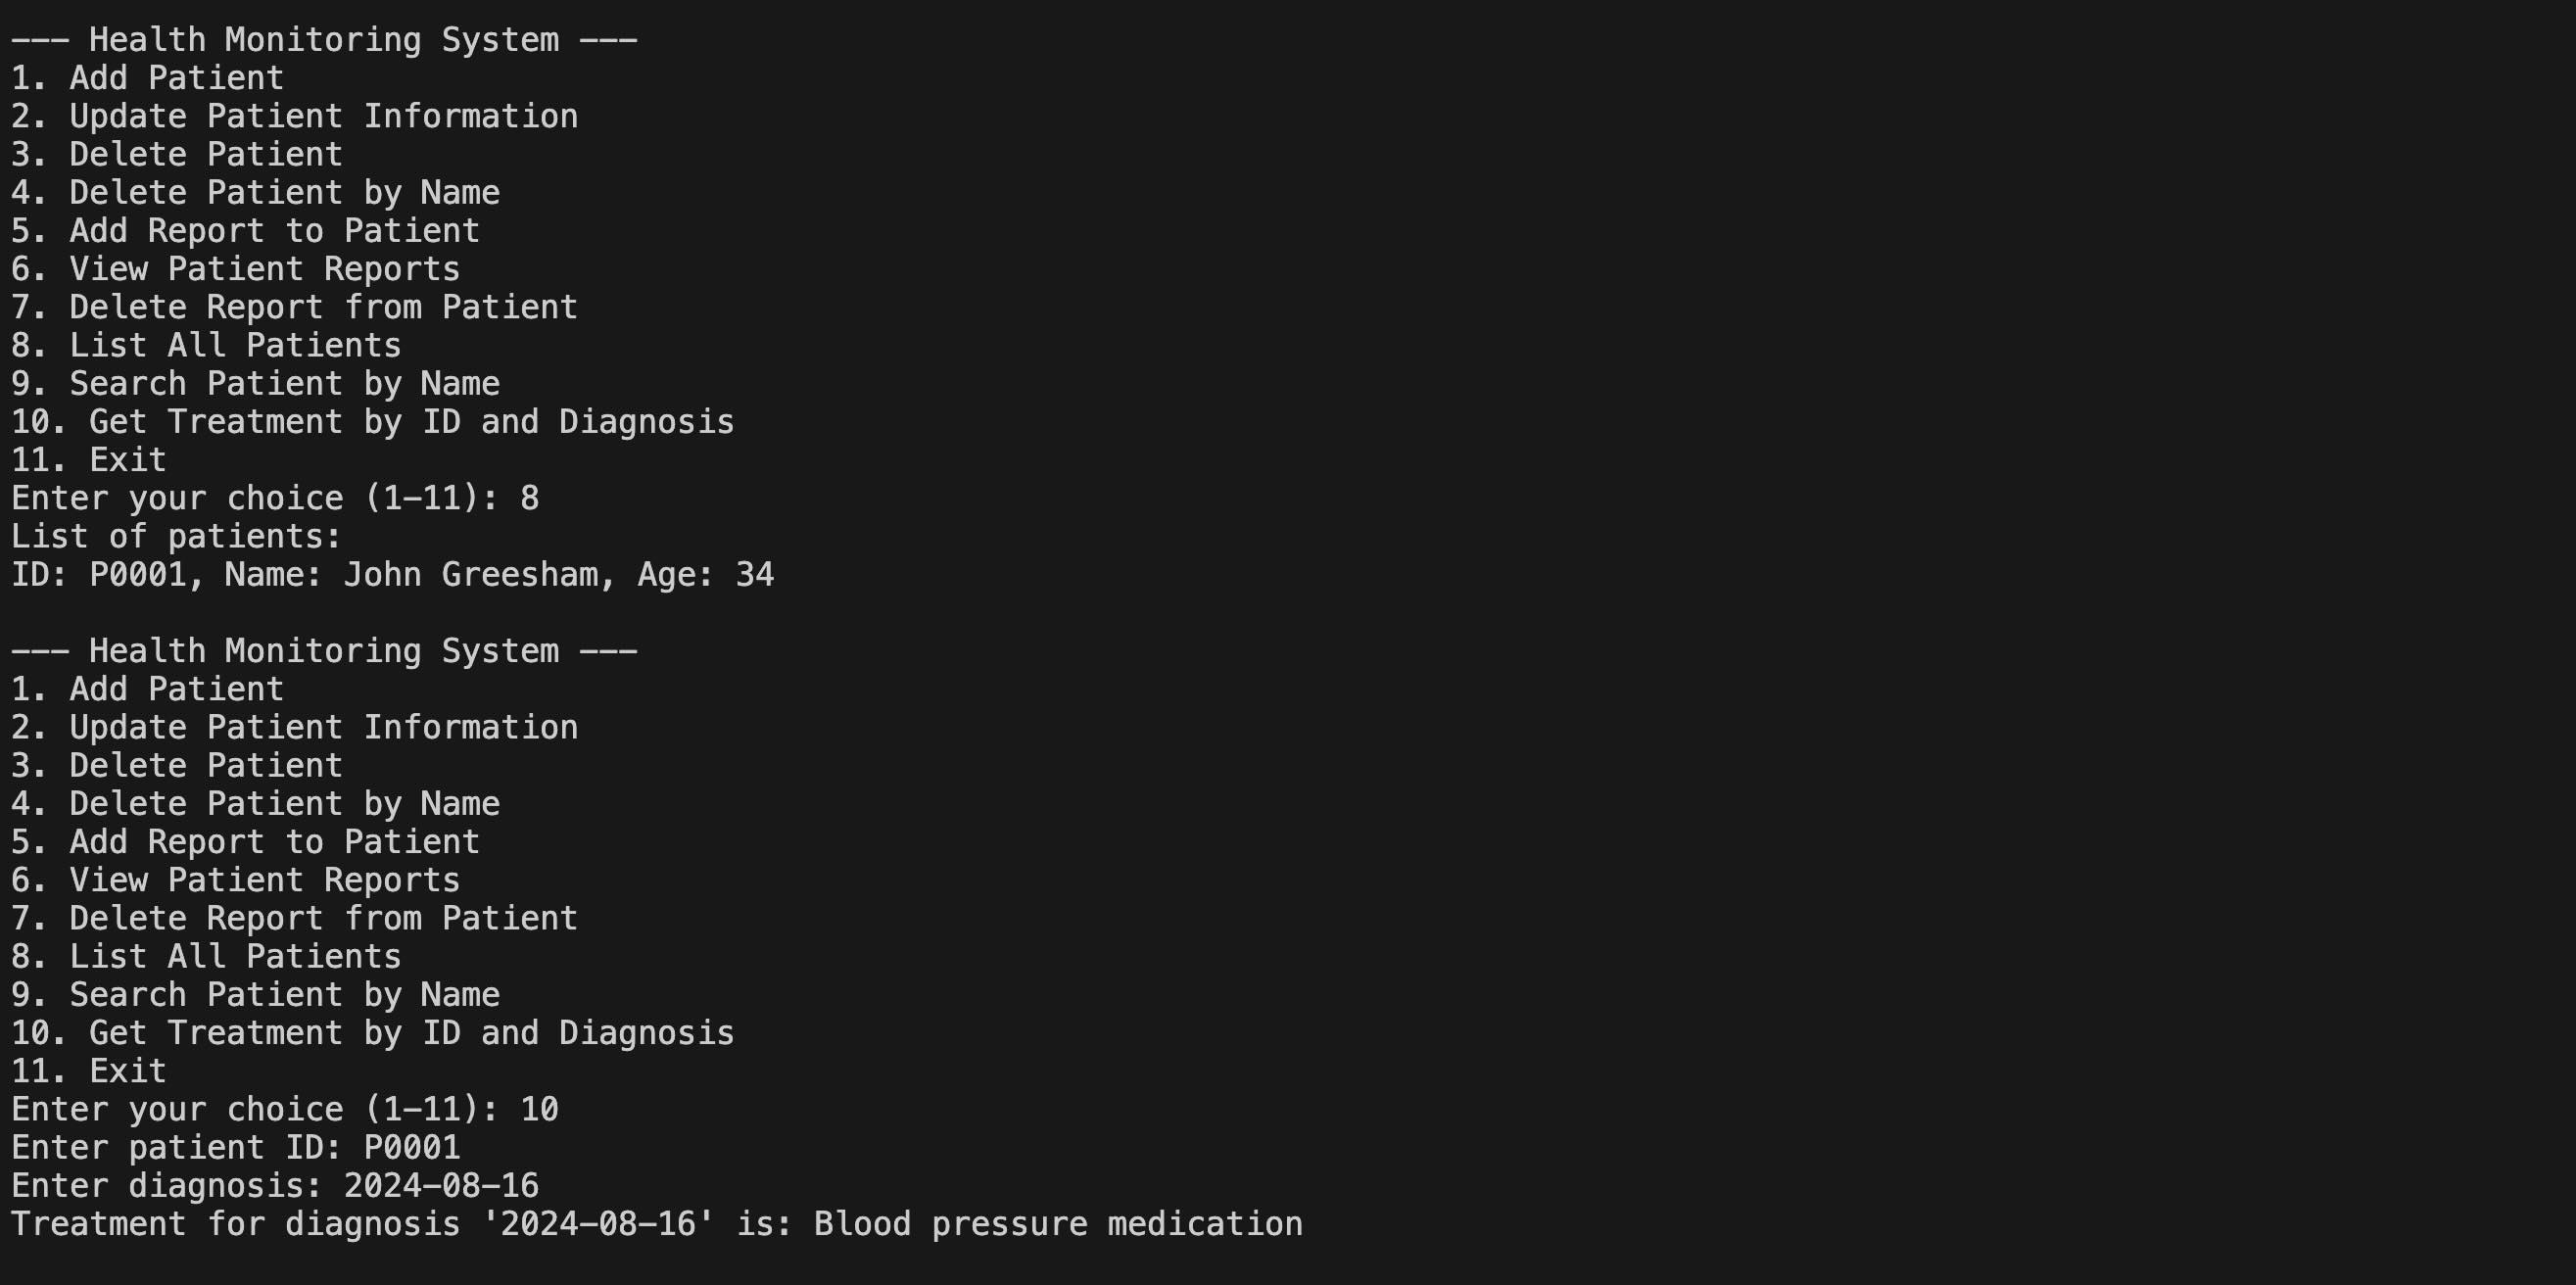 --- Health Monitoring System ---
1. Add Patient
2. Update Patient Information
3. Delete Patient
4. Delete Patient by Name
5. Add Report to Patient
6. View Patient Reports
7. Delete Report from Patient
8. List All Patients
9. Search Patient by Name
10. Get Treatment by ID and Diagnosis
11. Exit
Enter your choice (1-11): 8
List of patients:
ID: P0001, Name: John Greesham, Age: 34

--- Health Monitoring System ---
1. Add Patient
2. Update Patient Information
3. Delete Patient
4. Delete Patient by Name
5. Add Report to Patient
6. View Patient Reports
7. Delete Report from Patient
8. List All Patients
9. Search Patient by Name
10. Get Treatment by ID and Diagnosis
11. Exit
Enter your choice (1-11): 10
Enter patient ID: P0001
Enter diagnosis: 2024-08-16
Treatment for diagnosis '2024-08-16' is: Blood pressure medication